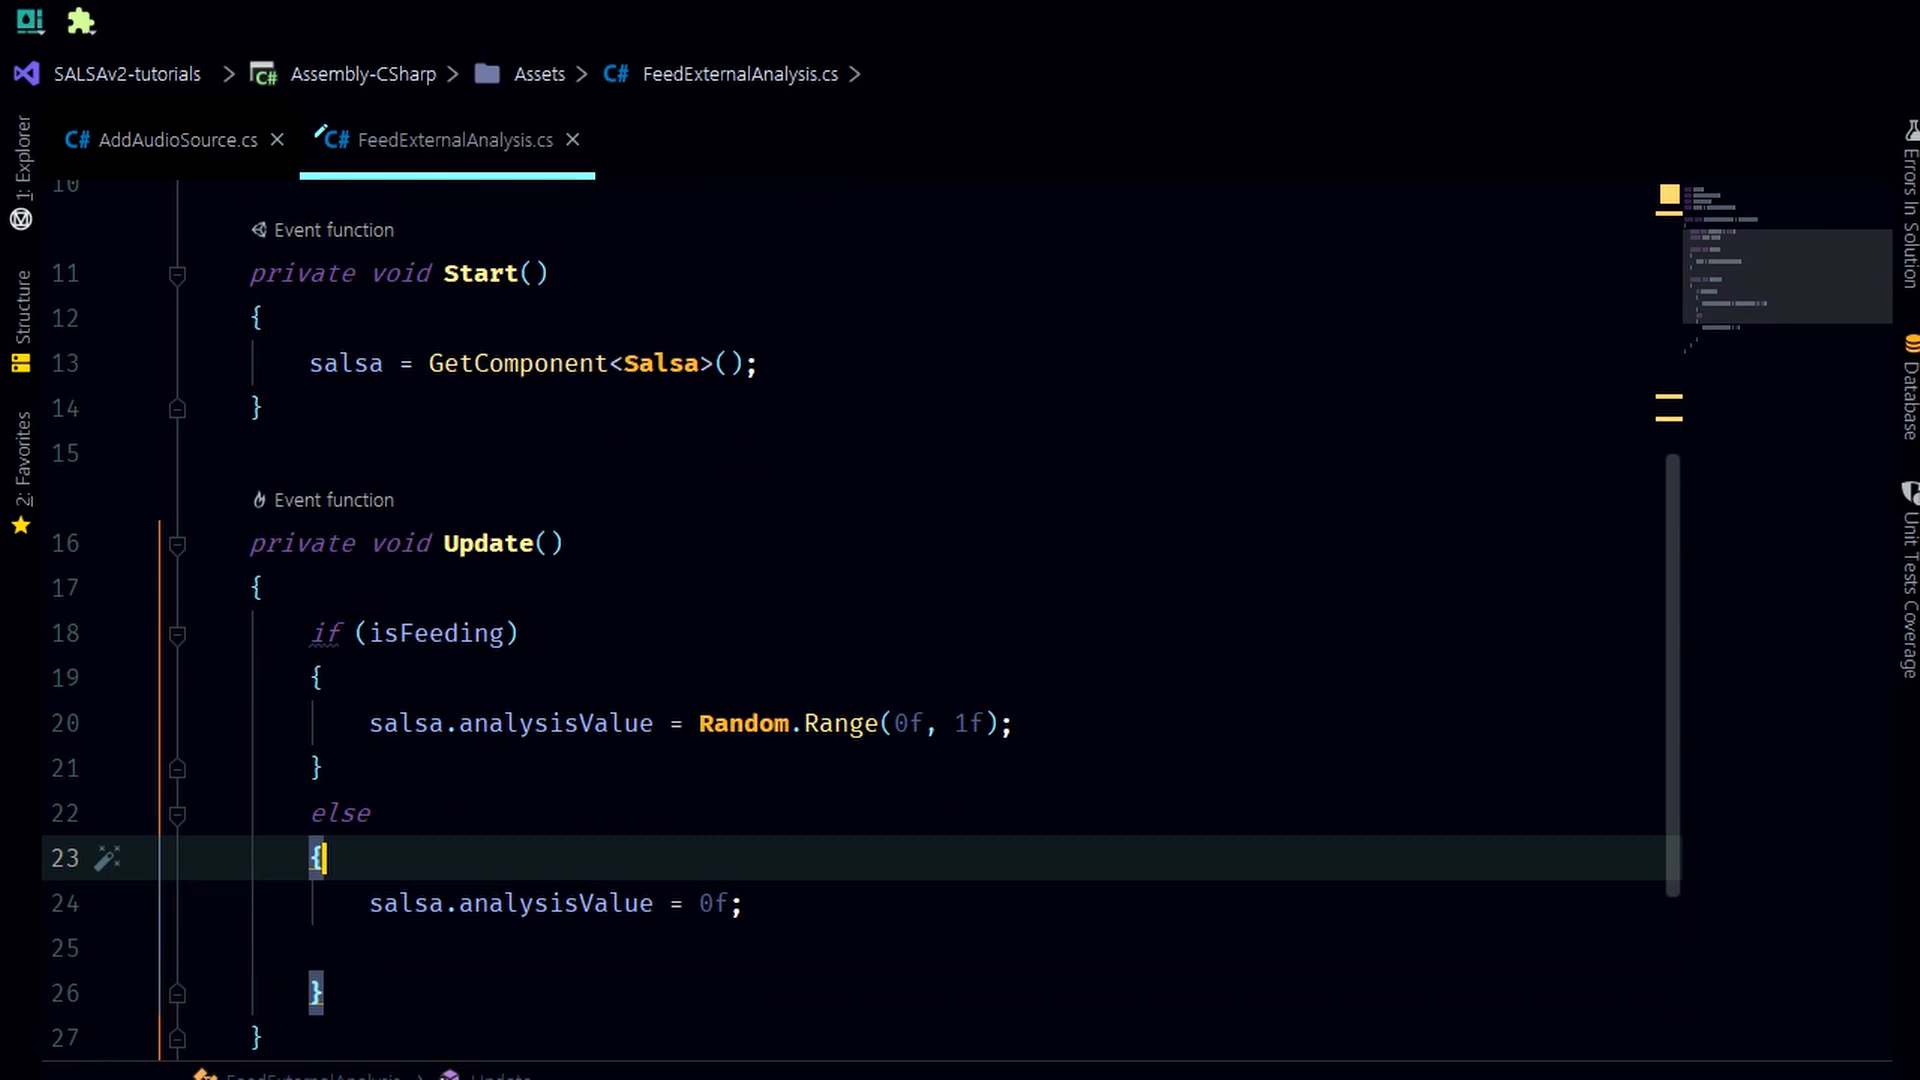 SALSAv2-tutorials > Assembly-CSharp > Assets > C# FeedExternalAnalysis.cs >
C# AddAudioSource.cs × C# FeedExternalAnalysis.cs ×
1: Explorer
Structure
2: Favorites
10
Event function
11 private void Start()
12 {
13 salsa = GetComponent<Salsa>();
14 }
15
Event function
16 private void Update()
17 {
18 if (isFeeding)
19 {
20 salsa.analysisValue = Random.Range(0f, 1f);
21 }
22 else
23 {
24 salsa.analysisValue = 0f;
25
26 }
27 }
FeedExternalAnalysis > Update
Errors In Solution
Database
Unit Tests Coverage